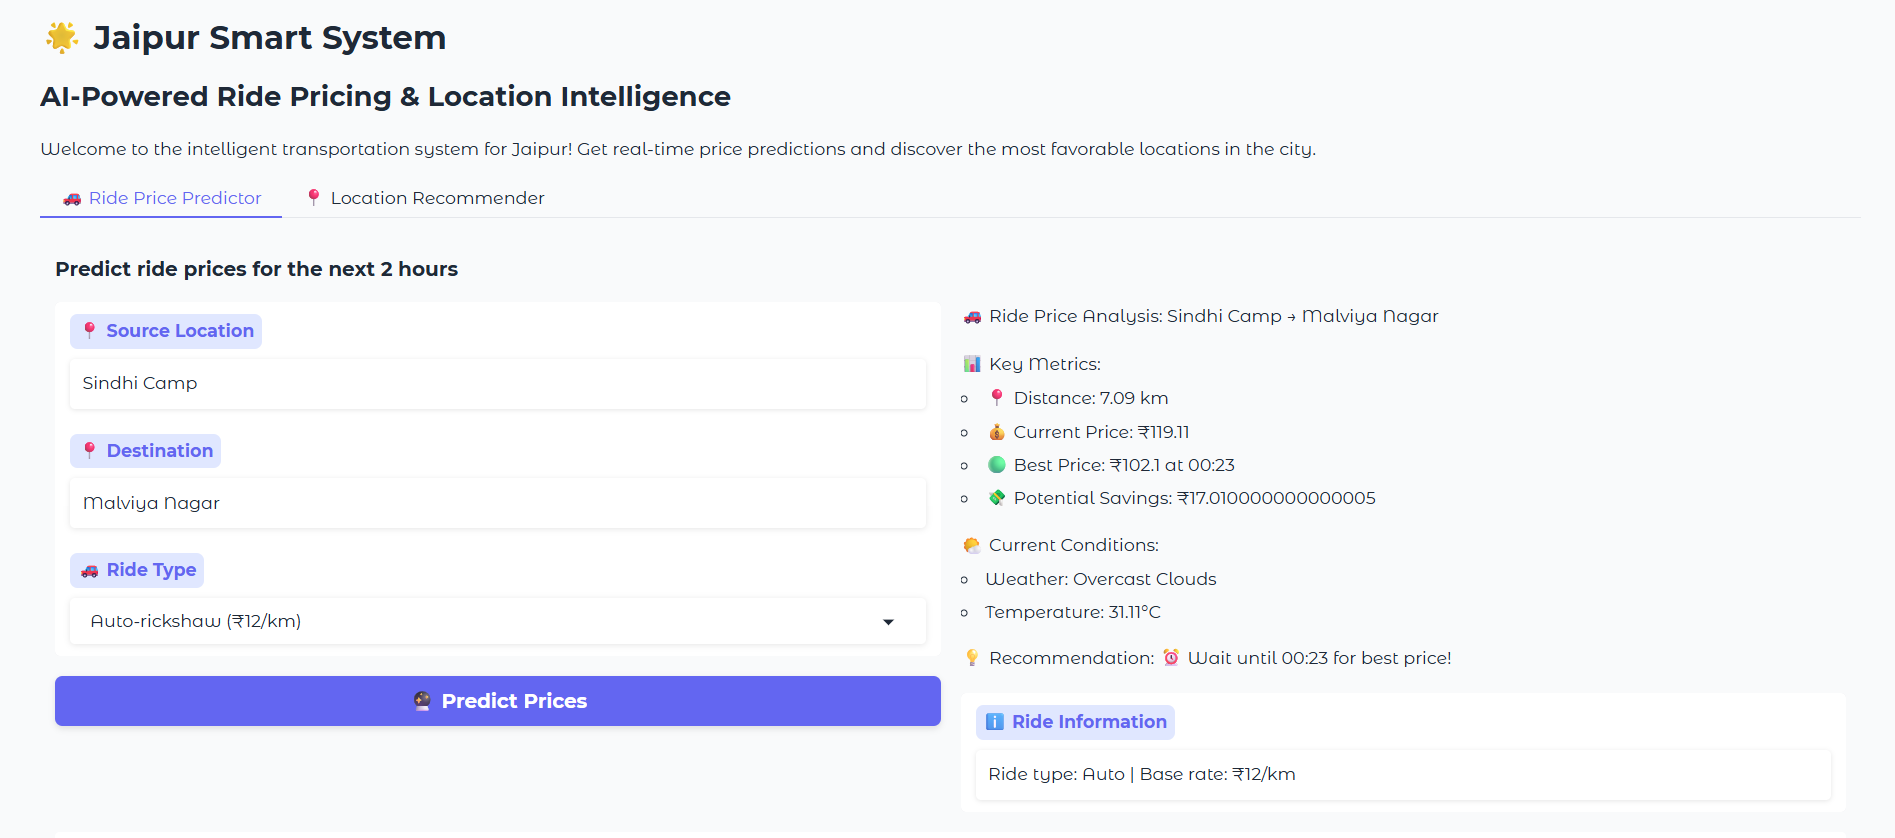 🌟 Jaipur Smart System
AI-Powered Ride Pricing & Location Intelligence
Welcome to the intelligent transportation system for Jaipur! Get real-time price predictions and discover the most favorable locations in the city.
🚗 Ride Price Predictor
📍 Location Recommender
Predict ride prices for the next 2 hours
📍 Source Location
Sindhi Camp
📍 Destination
Malviya Nagar
🚗 Ride Type
Auto-rickshaw (₹12/km)
🔮 Predict Prices
🚗 Ride Price Analysis: Sindhi Camp → Malviya Nagar
📊 Key Metrics:
📍 Distance: 7.09 km
💰 Current Price: ₹119.11
🟢 Best Price: ₹102.1 at 00:23
💸 Potential Savings: ₹17.010000000000005
🌤️ Current Conditions:
Weather: Overcast Clouds
Temperature: 31.11°C
💡 Recommendation: ⏰ Wait until 00:23 for best price!
ℹ️ Ride Information
Ride type: Auto | Base rate: ₹12/km